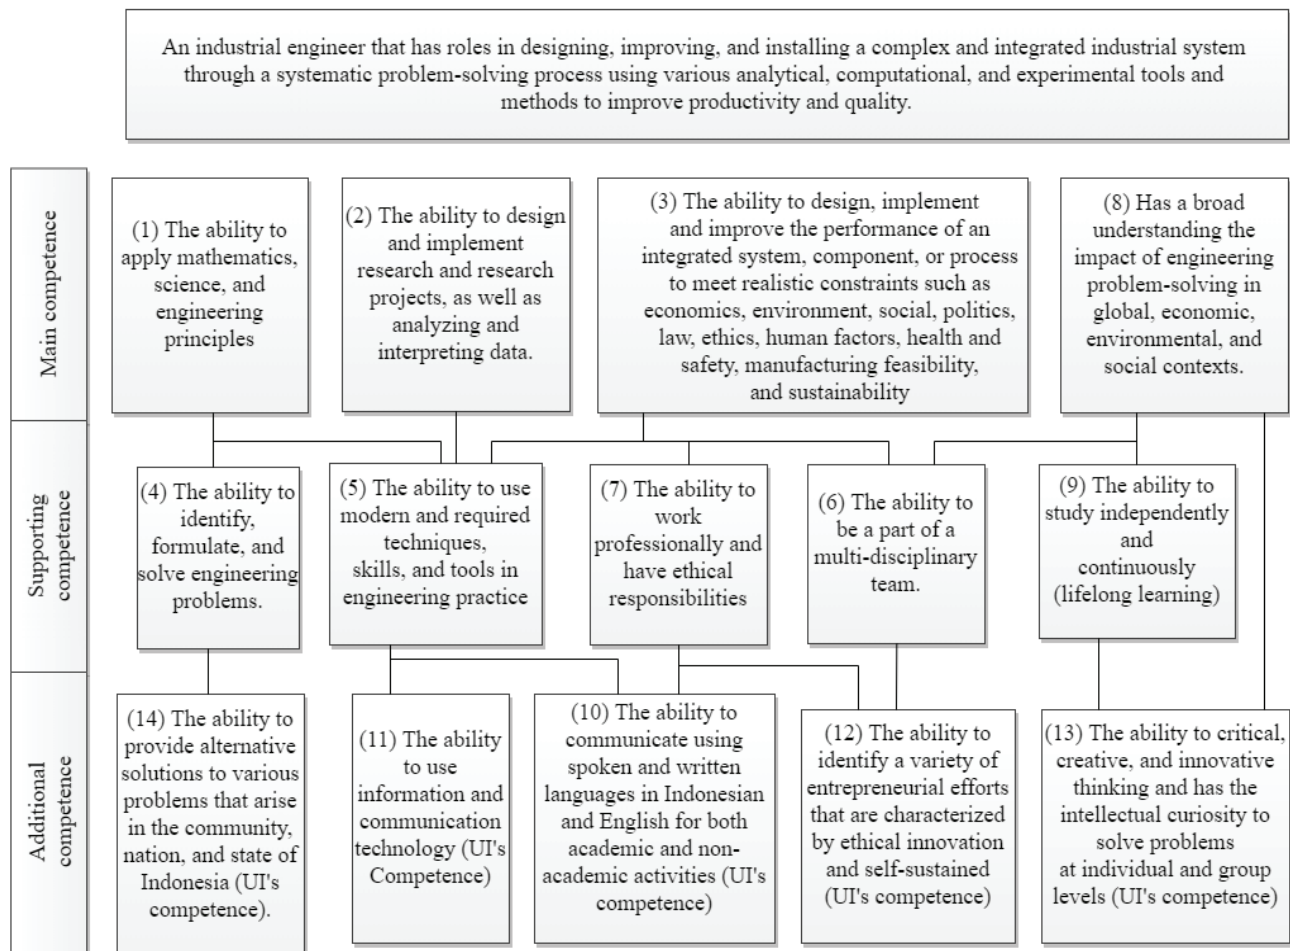 An industrial engineer that has roles in designing, improving, and installing a complex and integrated industrial system
through a systematic problem-solving process using various analytical, computational, and experimental tools and
methods to improve productivity and quality.
Main competence
(1) The ability to
apply mathematics,
science, and
engineering
principles
(2) The ability to design
and implement
research and research
projects, as well as
analyzing and
interpreting data.
(3) The ability to design, implement
and improve the performance of an
integrated system, component, or process
to meet realistic constraints such as
economics, environment, social, politics,
law, ethics, human factors, health and
safety, manufacturing feasibility,
and sustainability
(8) Has a broad
understanding the
impact of engineering
problem-solving in
global, economic,
environmental, and
social contexts.
Supporting
competence
(4) The ability to
identify,
formulate, and
solve engineering
problems.
(5) The ability to use
modern and required
techniques,
skills, and tools in
engineering practice
(7) The ability to
work
professionally and
have ethical
responsibilities
(6) The ability to
be a part of a
multi-disciplinary
team.
(9) The ability to
study independently
and
continuously
(lifelong learning)
Additional
competence
(14) The ability to
provide alternative
solutions to various
problems that arise
in the community,
nation, and state of
Indonesia (UI's
competence).
(11) The ability
to use
information and
communication
technology (UI's
Competence)
(10) The ability to
communicate using
spoken and written
languages in Indonesian
and English for both
academic and non-
academic activities (UI's
competence)
(12) The ability to
identify a variety of
entrepreneurial efforts
that are characterized
by ethical innovation
and self-sustained
(UI's competence)
(13) The ability to critical,
creative, and innovative
thinking and has the
intellectual curiosity to
solve problems
at individual and group
levels (UI's competence)